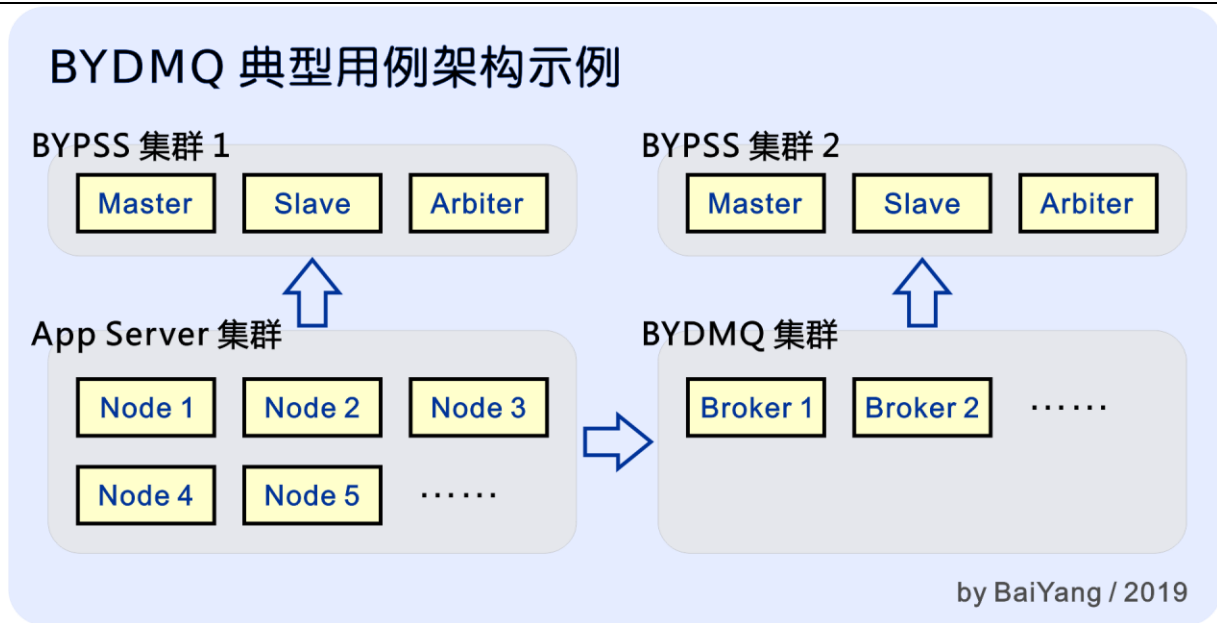 BYDMQ 典型用例架构示例
BYPSS 集群 1
Master Slave Arbiter
BYPSS 集群 2
Master Slave Arbiter
App Server 集群
Node 1 Node 2 Node 3
Node 4 Node 5 ……
BYDMQ 集群
Broker 1 Broker 2 ……
by BaiYang / 2019